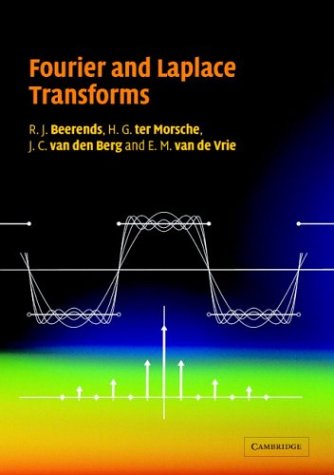 Fourier and Laplace
Transforms
R. J. Beerends, H. G. ter Morsche,
J. C. van den Berg and E. M. van de Vrie
CAMBRIDGE